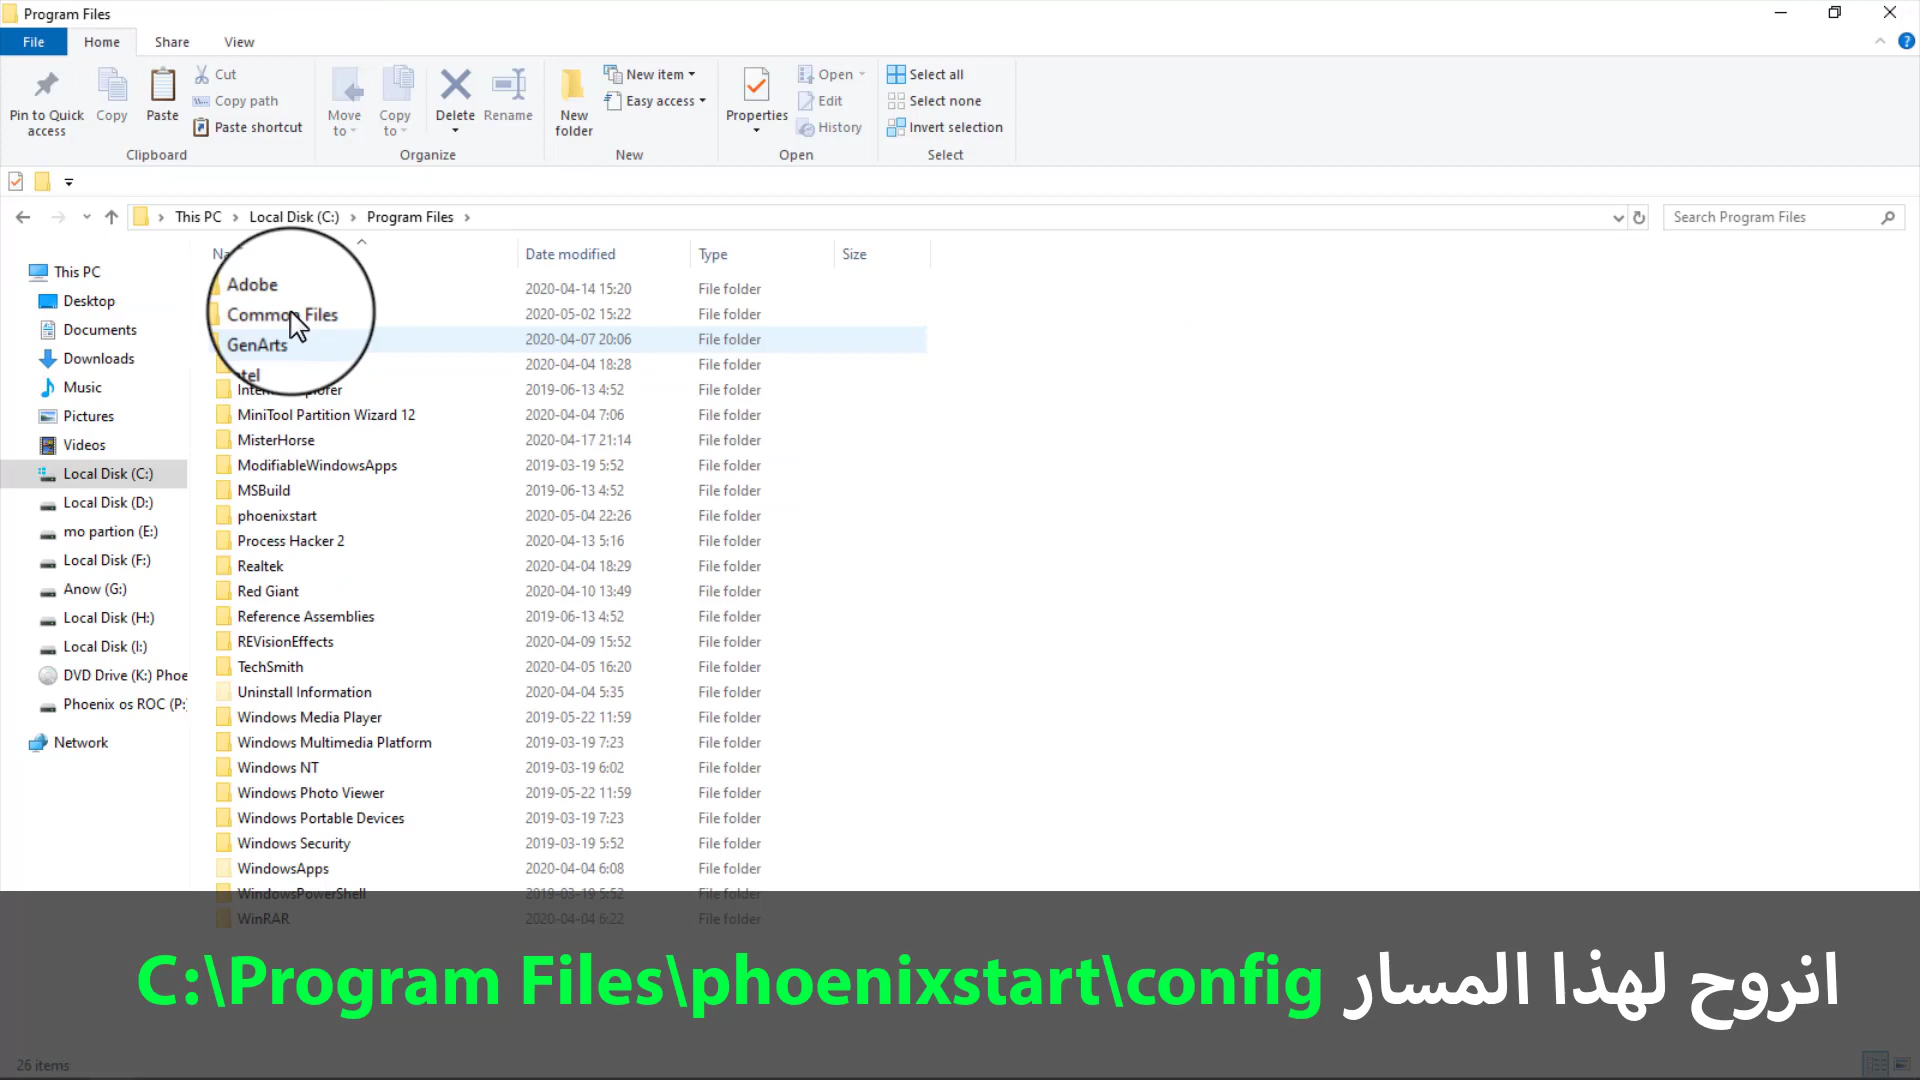 Program Files
File Home Share View
Pin to Quick access
Copy
Paste
Cut
Copy path
Paste shortcut
Clipboard
Move to
Copy to
Delete
Rename
Organize
New folder
New item
Easy access
New
Properties
Open
Edit
History
Open
Select all
Select none
Invert selection
Select
This PC > Local Disk (C:) > Program Files >
Search Program Files
This PC
Desktop
Documents
Downloads
Music
Pictures
Videos
Local Disk (C:)
Local Disk (D:)
mo partion (E:)
Local Disk (F:)
Anow (G:)
Local Disk (H:)
Local Disk (I:)
DVD Drive (K:) Phoe
Phoenix os ROC (P:
Network
Date modified Type Size
Adobe 2020-04-14 15:20 File folder
Common Files 2020-05-02 15:22 File folder
GenArts 2020-04-07 20:06 File folder
2020-04-04 18:28 File folder
2019-06-13 4:52 File folder
MiniTool Partition Wizard 12 2020-04-04 7:06 File folder
MisterHorse 2020-04-17 21:14 File folder
ModifiableWindowsApps 2019-03-19 5:52 File folder
MSBuild 2019-06-13 4:52 File folder
phoenixstart 2020-05-04 22:26 File folder
Process Hacker 2 2020-04-13 5:16 File folder
Realtek 2020-04-04 18:29 File folder
Red Giant 2020-04-10 13:49 File folder
Reference Assemblies 2019-06-13 4:52 File folder
REVisionEffects 2020-04-09 15:52 File folder
TechSmith 2020-04-05 16:20 File folder
Uninstall Information 2020-04-04 5:35 File folder
Windows Media Player 2019-05-22 11:59 File folder
Windows Multimedia Platform 2019-03-19 7:23 File folder
Windows NT 2019-03-19 6:02 File folder
Windows Photo Viewer 2019-05-22 11:59 File folder
Windows Portable Devices 2019-03-19 7:23 File folder
Windows Security 2019-03-19 5:52 File folder
WindowsApps 2020-04-04 6:08 File folder
WindowsPowerShell 2019-03-19 5:52 File folder
WinRAR 2020-04-04 6:22 File folder
انروح لهذا المسار C:\Program Files\phoenixstart\config
26 items